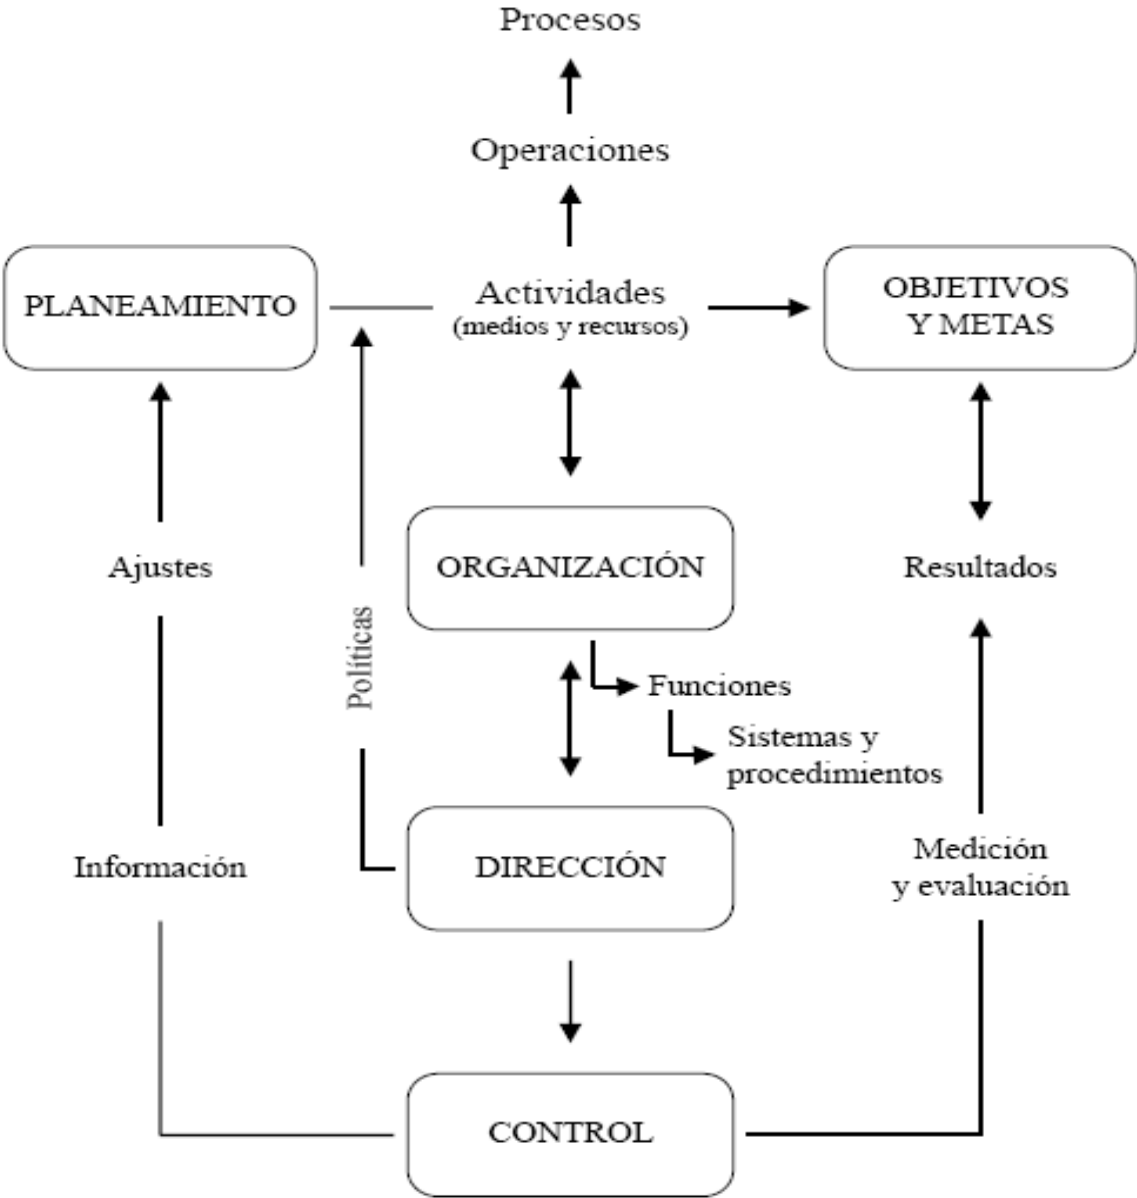 Procesos
Operaciones
PLANEAMIENTO
Actividades
(medios y recursos)
OBJETIVOS
Y METAS
Ajustes
Políticas
ORGANIZACIÓN
Resultados
Funciones
Sistemas y
procedimientos
Información
DIRECCIÓN
Medición
y evaluación
CONTROL